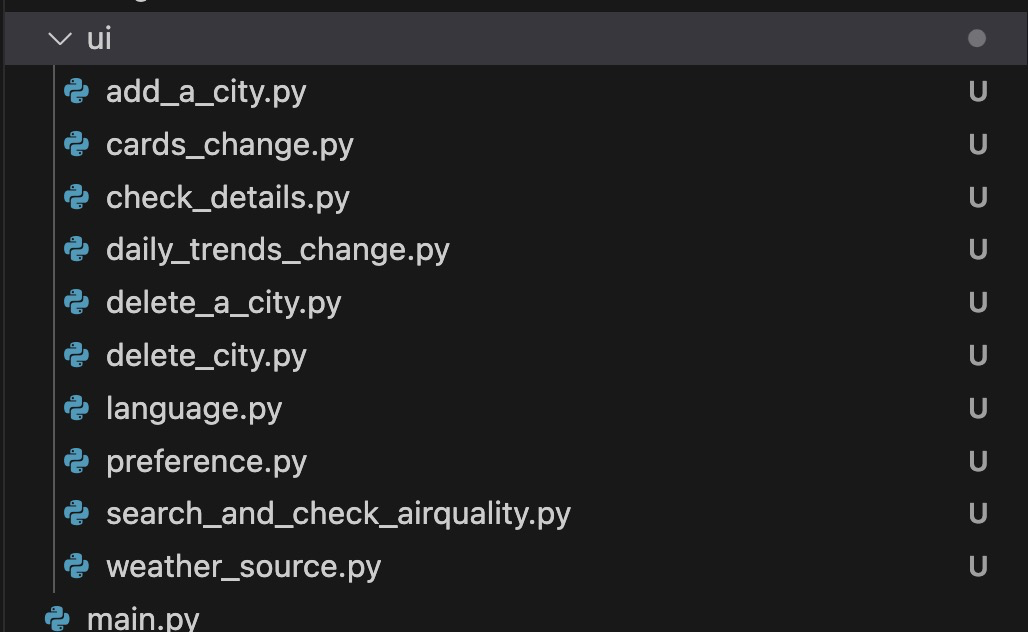 ui
add_a_city.py U
cards_change.py U
check_details.py U
daily_trends_change.py U
delete_a_city.py U
delete_city.py U
language.py U
preference.py U
search_and_check_airquality.py U
weather_source.py U
main.py